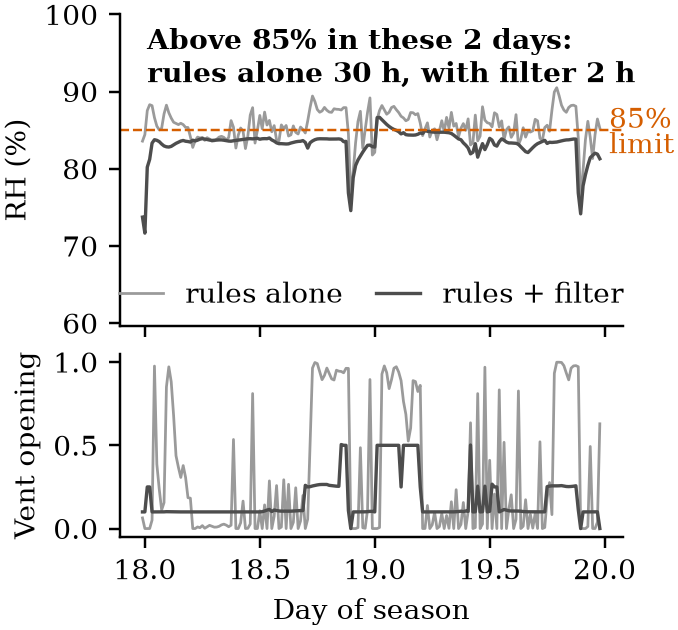 Above 85% in these 2 days:
rules alone 30 h, with filter 2 h
85%
limit
RH (%)
100
90
80
70
60
rules alone
rules + filter
Vent opening
1.0
0.5
0.0
18.0 18.5 19.0 19.5 20.0
Day of season